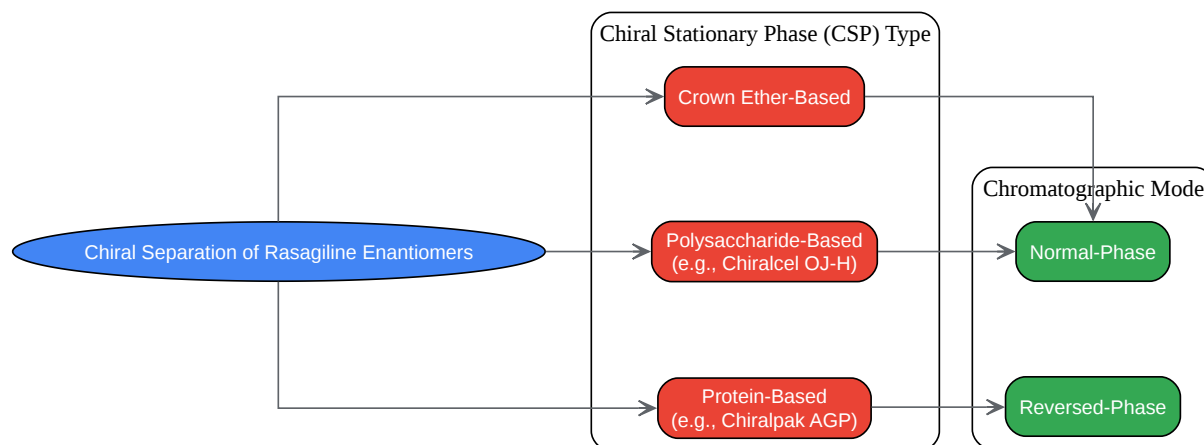 Chiral Stationary Phase (CSP) Type
Crown Ether-Based
Chromatographic Mode
Chiral Separation of Rasagiline Enantiomers
Polysaccharide-Based
(e.g., Chiralcel OJ-H)
Normal-Phase
Protein-Based
(e.g., Chiralpak AGP)
Reversed-Phase